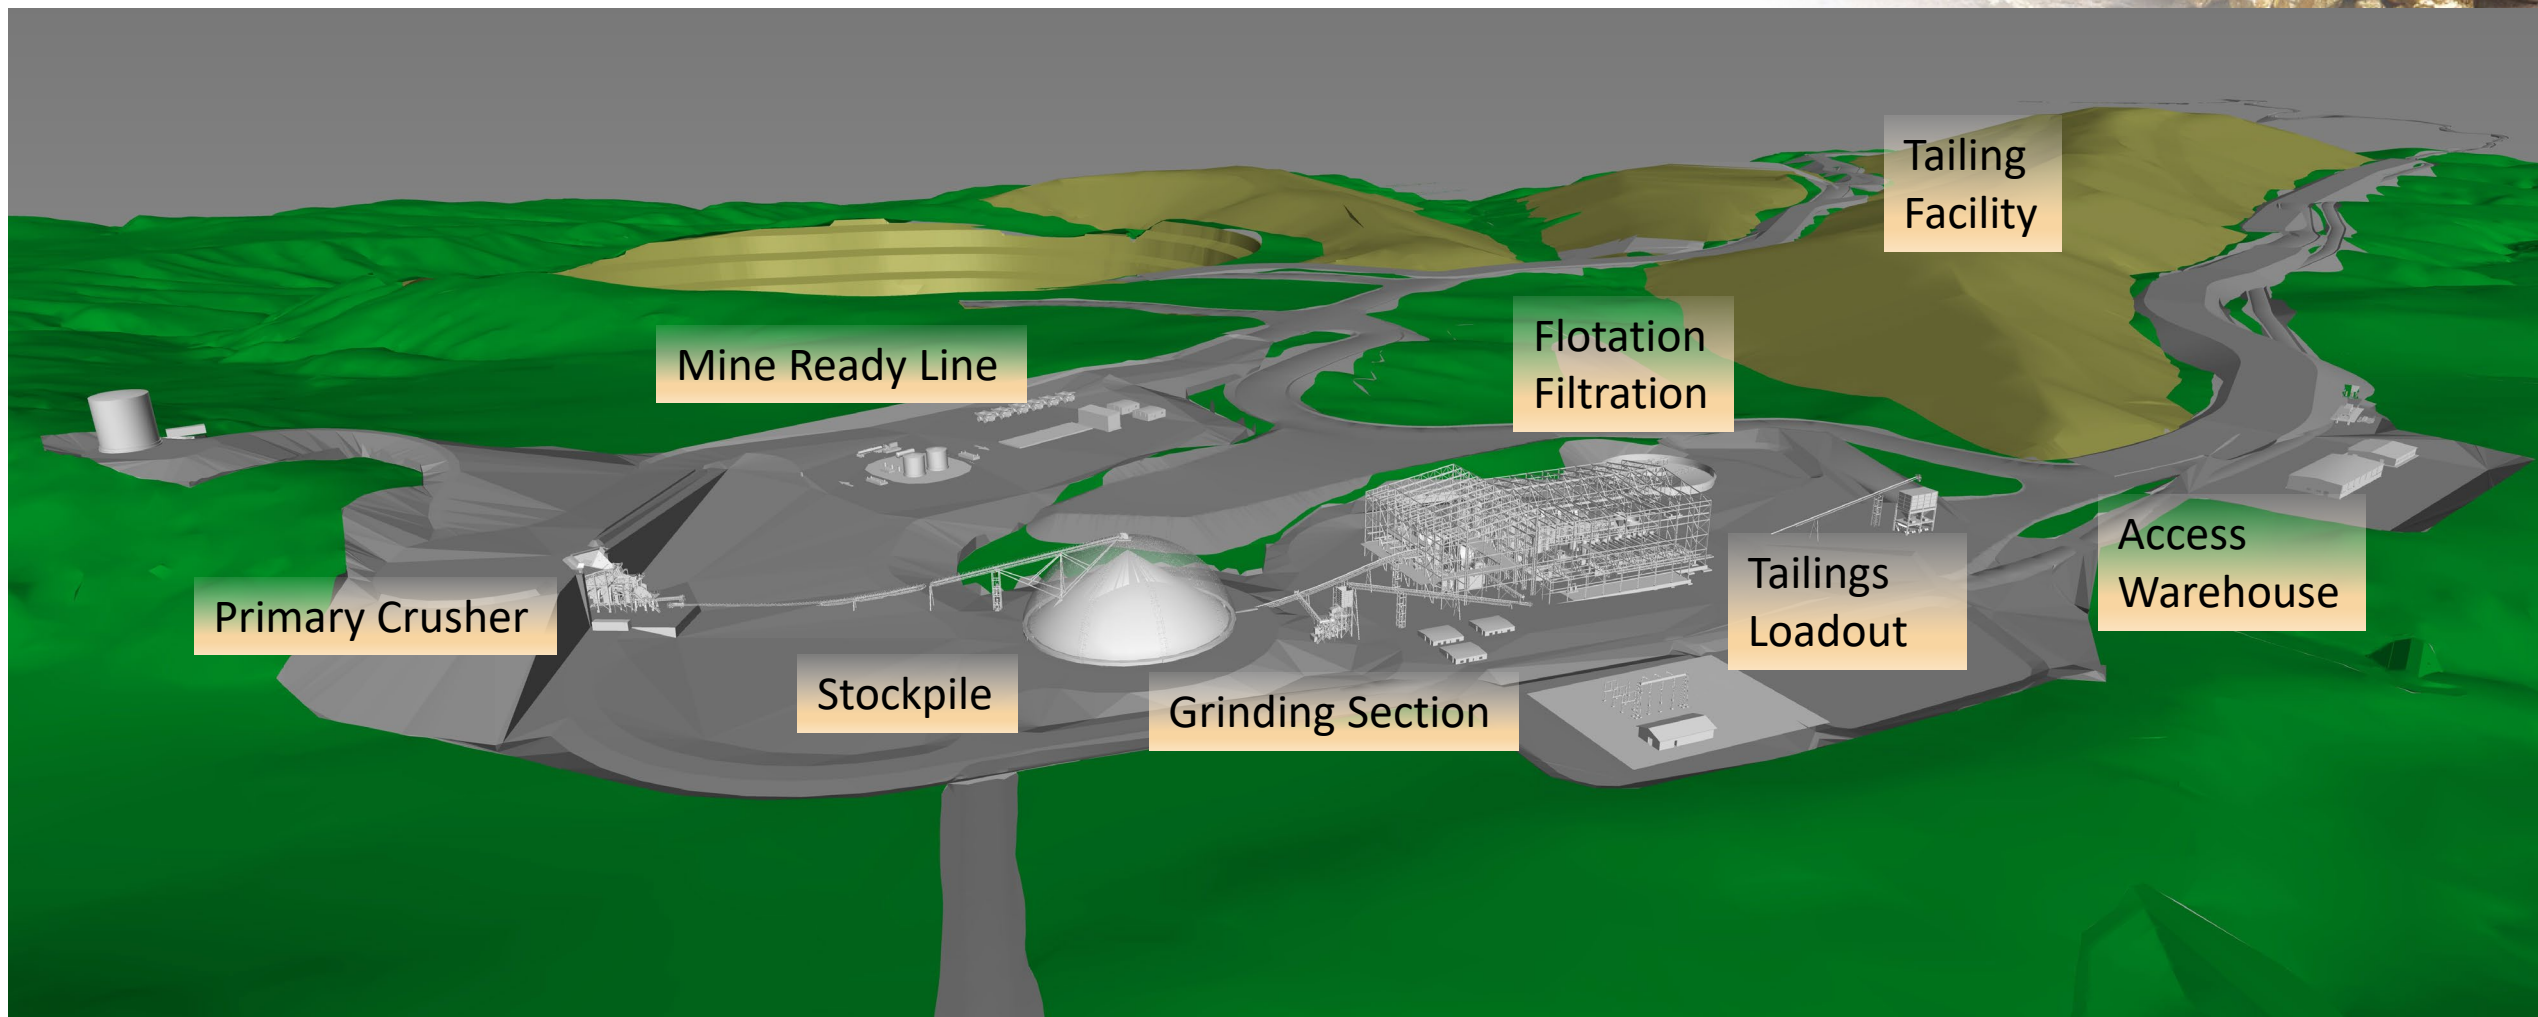 Tailing
Facility
Flotation
Filtration
Mine Ready Line
Access
Warehouse
Tailings
Loadout
Primary Crusher
Stockpile
Grinding Section